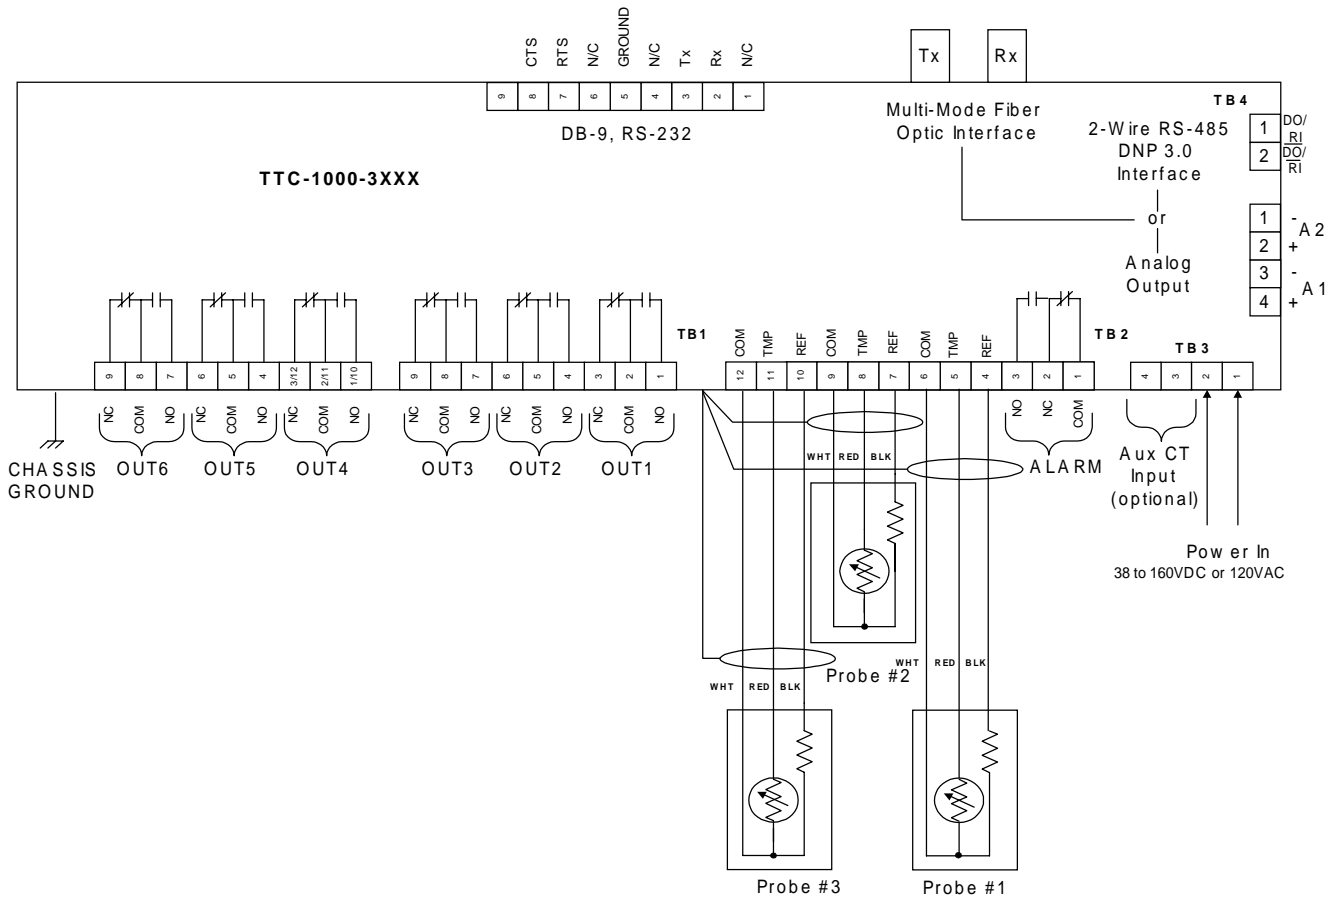 CTS RTS N/C GROUND N/C Tx Rx N/C
9 8 7 6 5 4 3 2 1
DB-9, RS-232
Tx Rx
Multi-Mode Fiber
Optic Interface
2-Wire RS-485
DNP 3.0
Interface
or
Analog
Output
TB4
1 DO/
RI
2 DO/
RI
1 -
2 +
A2
3 -
4 +
A1
TTC-1000-3XXX
TB1
COM TMP REF COM TMP REF COM TMP REF
TB2
TB3
9 8 7 6 5 4 3/12 2/11 1/10
9 8 7 6 5 4 3 2 1
12 11 10 9 8 7 6 5 4 3 2 1
4 3 2 1
NC COM NO NC COM NO NC COM NO
NC COM NO NC COM NO NC COM NO
NO NC COM
CHASSIS
GROUND
OUT6 OUT5 OUT4 OUT3 OUT2 OUT1
ALARM
Aux CT
Input
(optional)
Power In
38 to 160VDC or 120VAC
WHT RED BLK
Probe #2
WHT RED BLK
WHT RED BLK
Probe #3
Probe #1